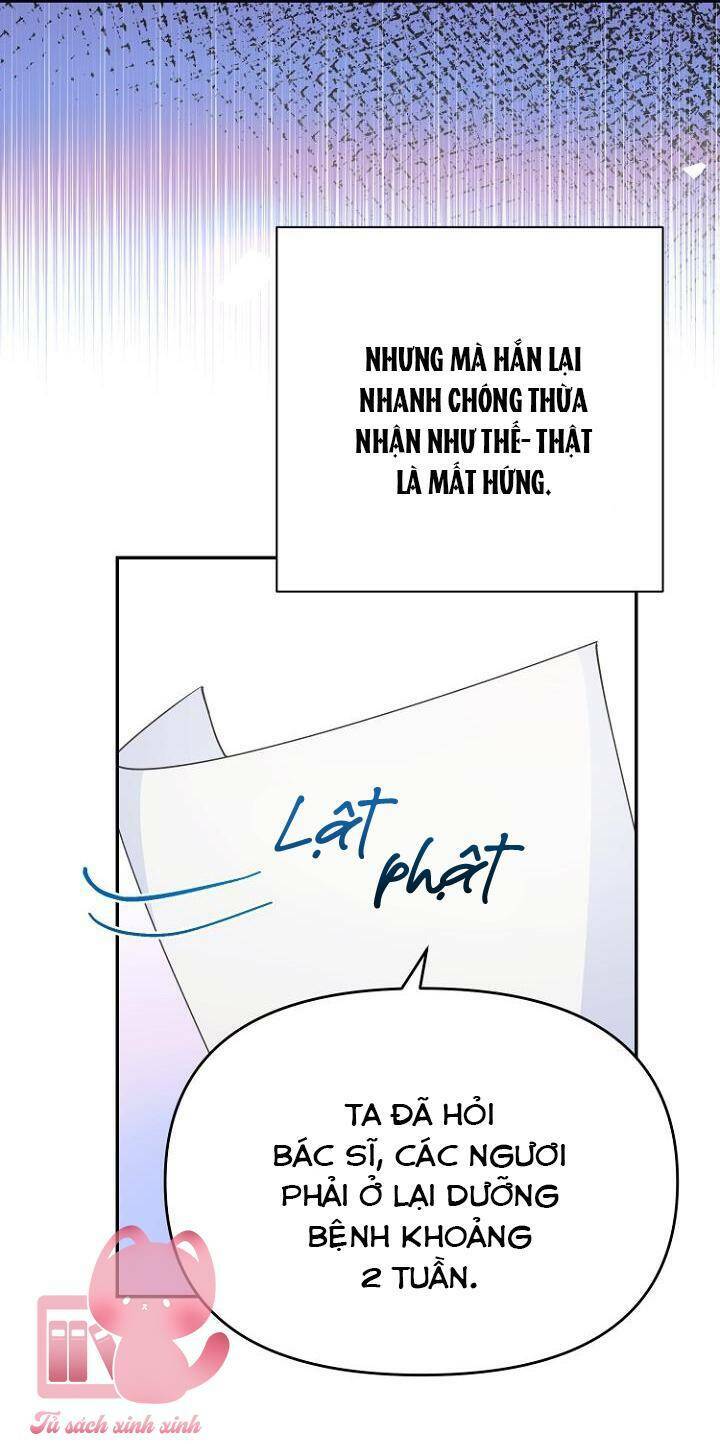 NHƯNG MÀ HẮN LẠI
NHANH CHÓNG THỪA
NHẬN NHƯ THẾ- THẬT
LÀ MẤT HỨNG.
Lật
phật
TA ĐÃ HỎI
BÁC SĨ, CÁC NGƯƠI
PHẢI Ở LẠI DƯỠNG
BỆNH KHOẢNG
2 TUẦN.
Tủ sách xinh xinh